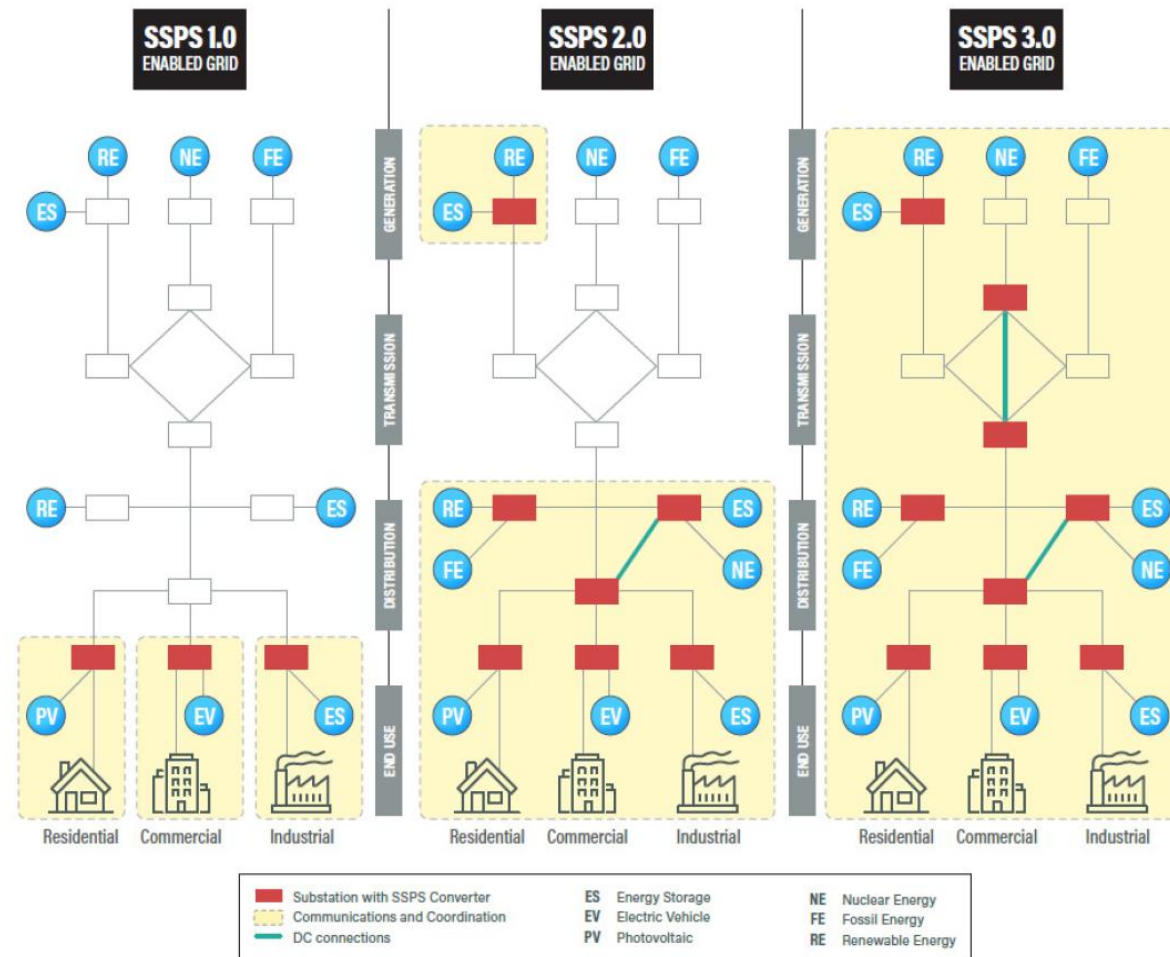 SSPS 1.0
ENABLED GRID
SSPS 2.0
ENABLED GRID
SSPS 3.0
ENABLED GRID
RE
NE
FE
ES
RE
ES
PV
EV
ES
Residential
Commercial
Industrial
GENERATION
TRANSMISSION
DISTRIBUTION
END USE
RE
NE
FE
ES
RE
ES
FE
NE
PV
EV
ES
Residential
Commercial
Industrial
GENERATION
TRANSMISSION
DISTRIBUTION
END USE
RE
NE
FE
ES
RE
ES
FE
NE
PV
EV
ES
Residential
Commercial
Industrial
Substation with SSPS Converter
Communications and Coordination
DC connections
ES Energy Storage
EV Electric Vehicle
PV Photovoltaic
NE Nuclear Energy
FE Fossil Energy
RE Renewable Energy